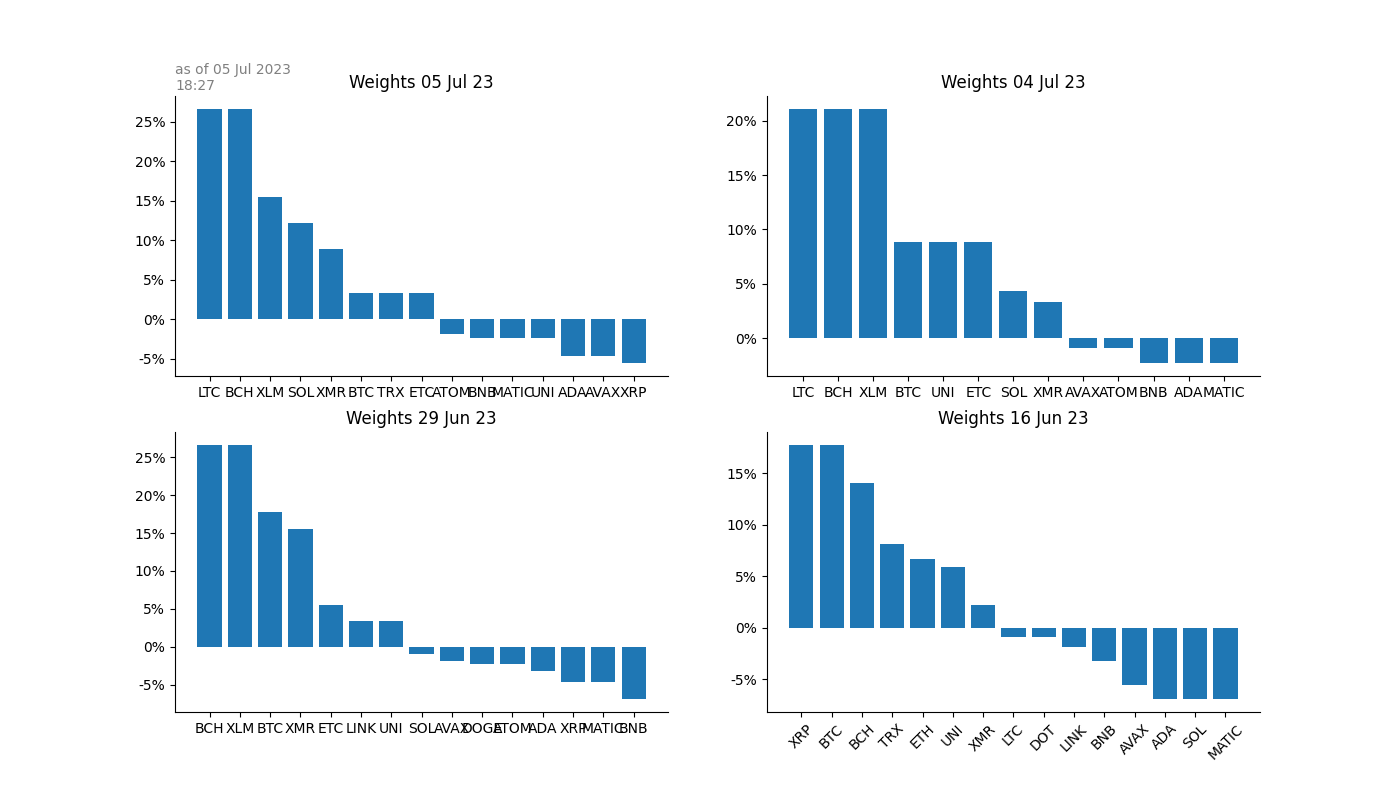 as of 05 Jul 2023
18:27
Weights 05 Jul 23
25%
20%
15%
10%
5%
0%
-5%
LTC BCH XLM SOL XMR BTC TRX ETC ATOM BNB MATIC UNI ADA AVAX XRP
Weights 04 Jul 23
20%
15%
10%
5%
0%
LTC BCH XLM BTC UNI ETC SOL XMR AVAX ATOM BNB ADA MATIC
Weights 29 Jun 23
25%
20%
15%
10%
5%
0%
-5%
BCH XLM BTC XMR ETC LINK UNI SOL AVAX DOGE ATOM ADA XRP MATIC BNB
Weights 16 Jun 23
15%
10%
5%
0%
-5%
XRP BTC BCH TRX ETH UNI XMR LTC DOT LINK BNB AVAX ADA SOL MATIC